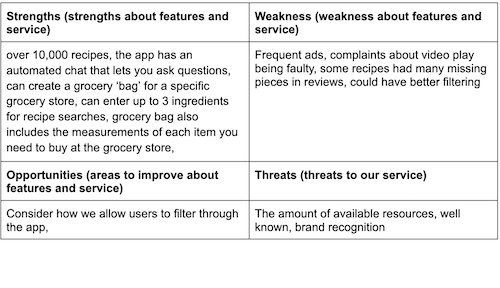 Strengths (strengths about features and
service)
Weakness (weakness about features and
service)
over 10,000 recipes, the app has an
automated chat that lets you ask questions,
can create a grocery ‘bag’ for a specific
grocery store, can enter up to 3 ingredients
for recipe searches, grocery bag also
includes the measurements of each item you
need to buy at the grocery store,
Frequent ads, complaints about video play
being faulty, some recipes had many missing
pieces in reviews, could have better filtering
Opportunities (areas to improve about
features and service)
Threats (threats to our service)
Consider how we allow users to filter through
the app,
The amount of available resources, well
known, brand recognition